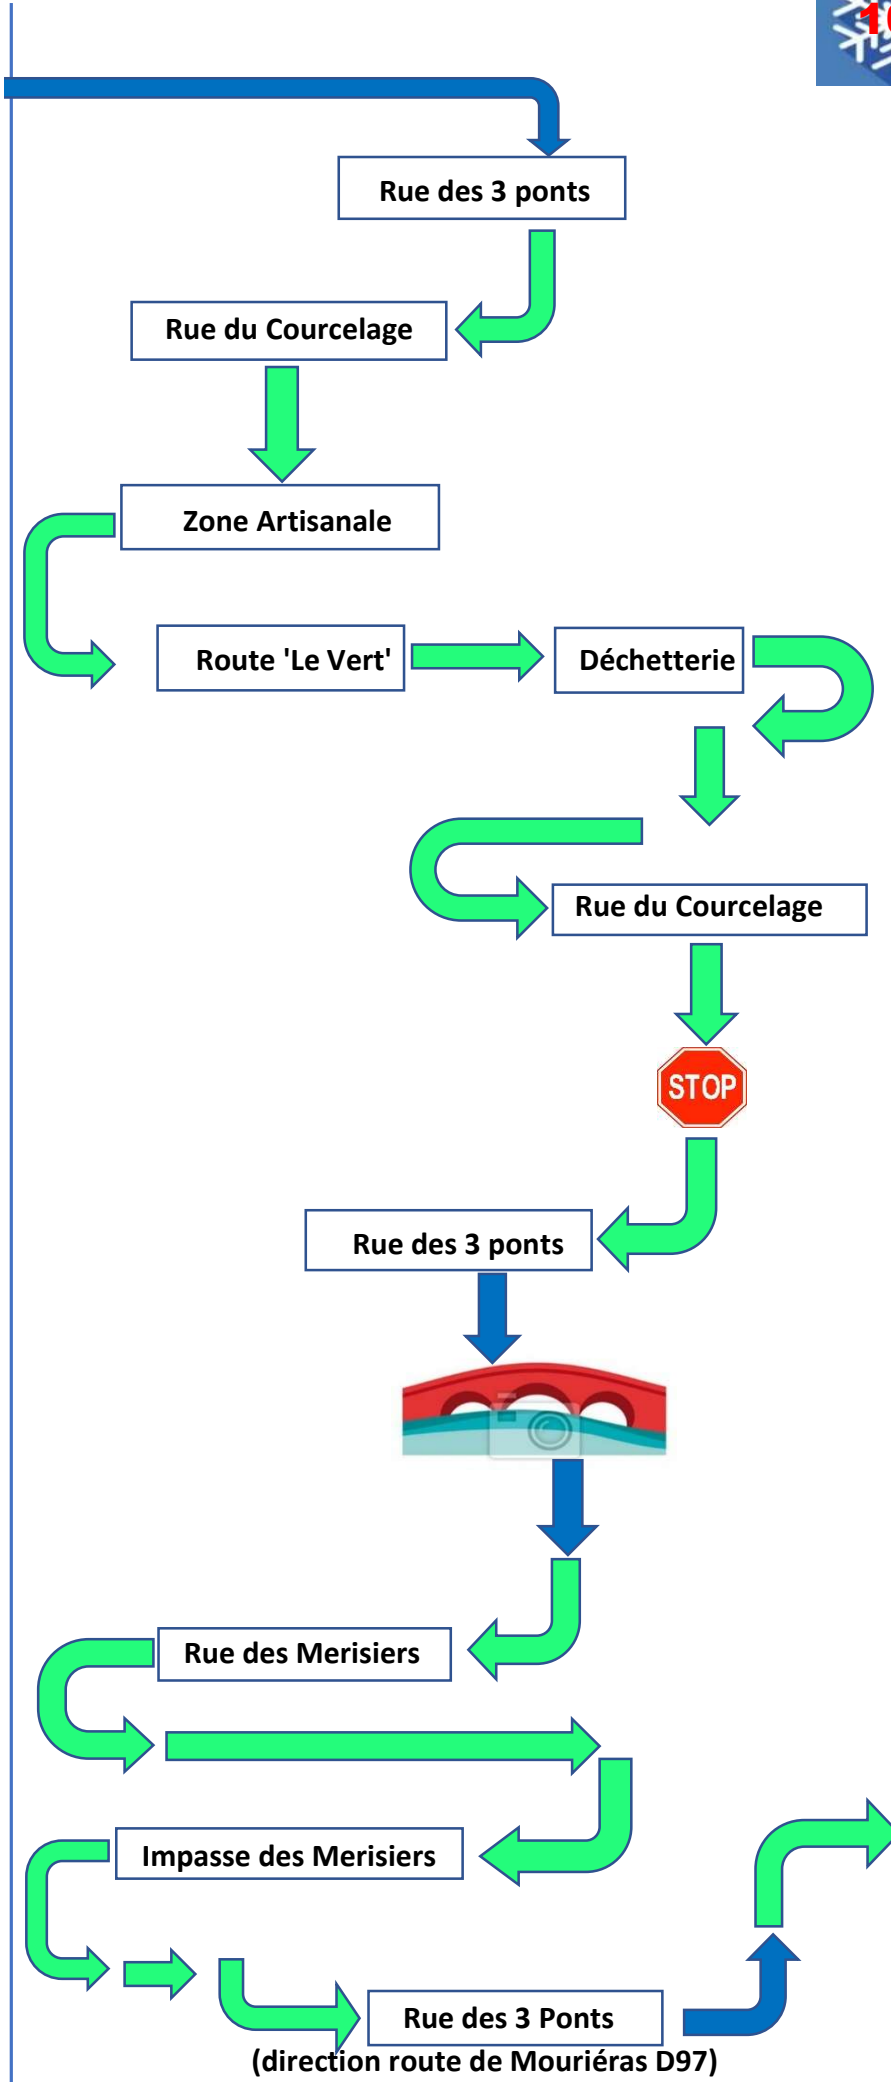 10
Rue des 3 ponts
Rue du Courcelage
Zone Artisanale
Route 'Le Vert'
Déchetterie
Rue du Courcelage
STOP
Rue des 3 ponts
Rue des Merisiers
Impasse des Merisiers
Rue des 3 Ponts
(direction route de Mouriéras D97)